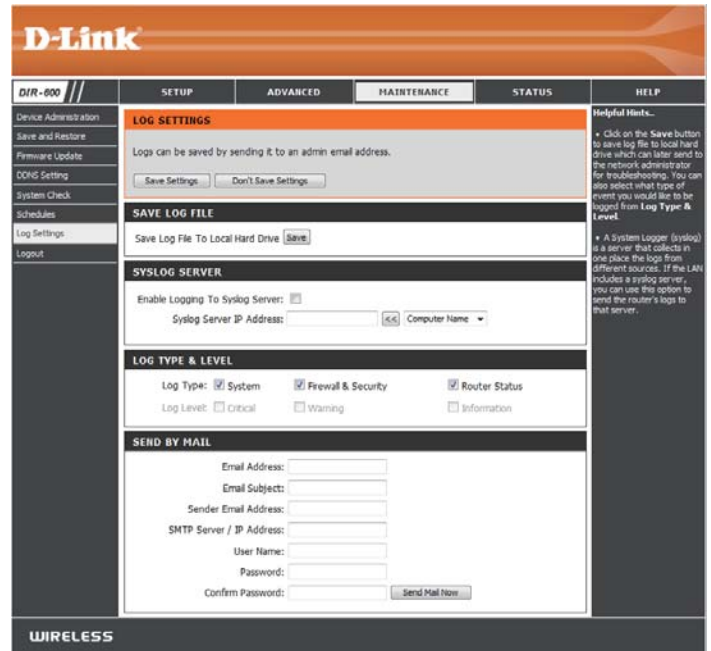 D-Link
DIR-600
SETUP
ADVANCED
MAINTENANCE
STATUS
HELP
Device Administration
Save and Restore
Firmware Update
DDNS Setting
System Check
Schedules
Log Settings
Logout
LOG SETTINGS
Logs can be saved by sending it to an admin email address.
Save Settings
Don't Save Settings
SAVE LOG FILE
Save Log File To Local Hard Drive Save
SYSLOG SERVER
Enable Logging To Syslog Server:
Syslog Server IP Address: << Computer Name
LOG TYPE & LEVEL
Log Type: System Firewall & Security Router Status
Log Level: Critical Warning Information
SEND BY MAIL
Email Address:
Email Subject:
Sender Email Address:
SMTP Server / IP Address:
User Name:
Password:
Confirm Password: Send Mail Now
Helpful Hints..
• Click on the Save button
to save log file to local hard
drive which can later send to
the network administrator
for troubleshooting. You can
also select what type of
event you would like to be
logged from Log Type &
Level.
• A System Logger (syslog)
is a server that collects in
one place the logs from
different sources. If the LAN
includes a syslog server,
you can use this option to
send the router's logs to
that server.
WIRELESS